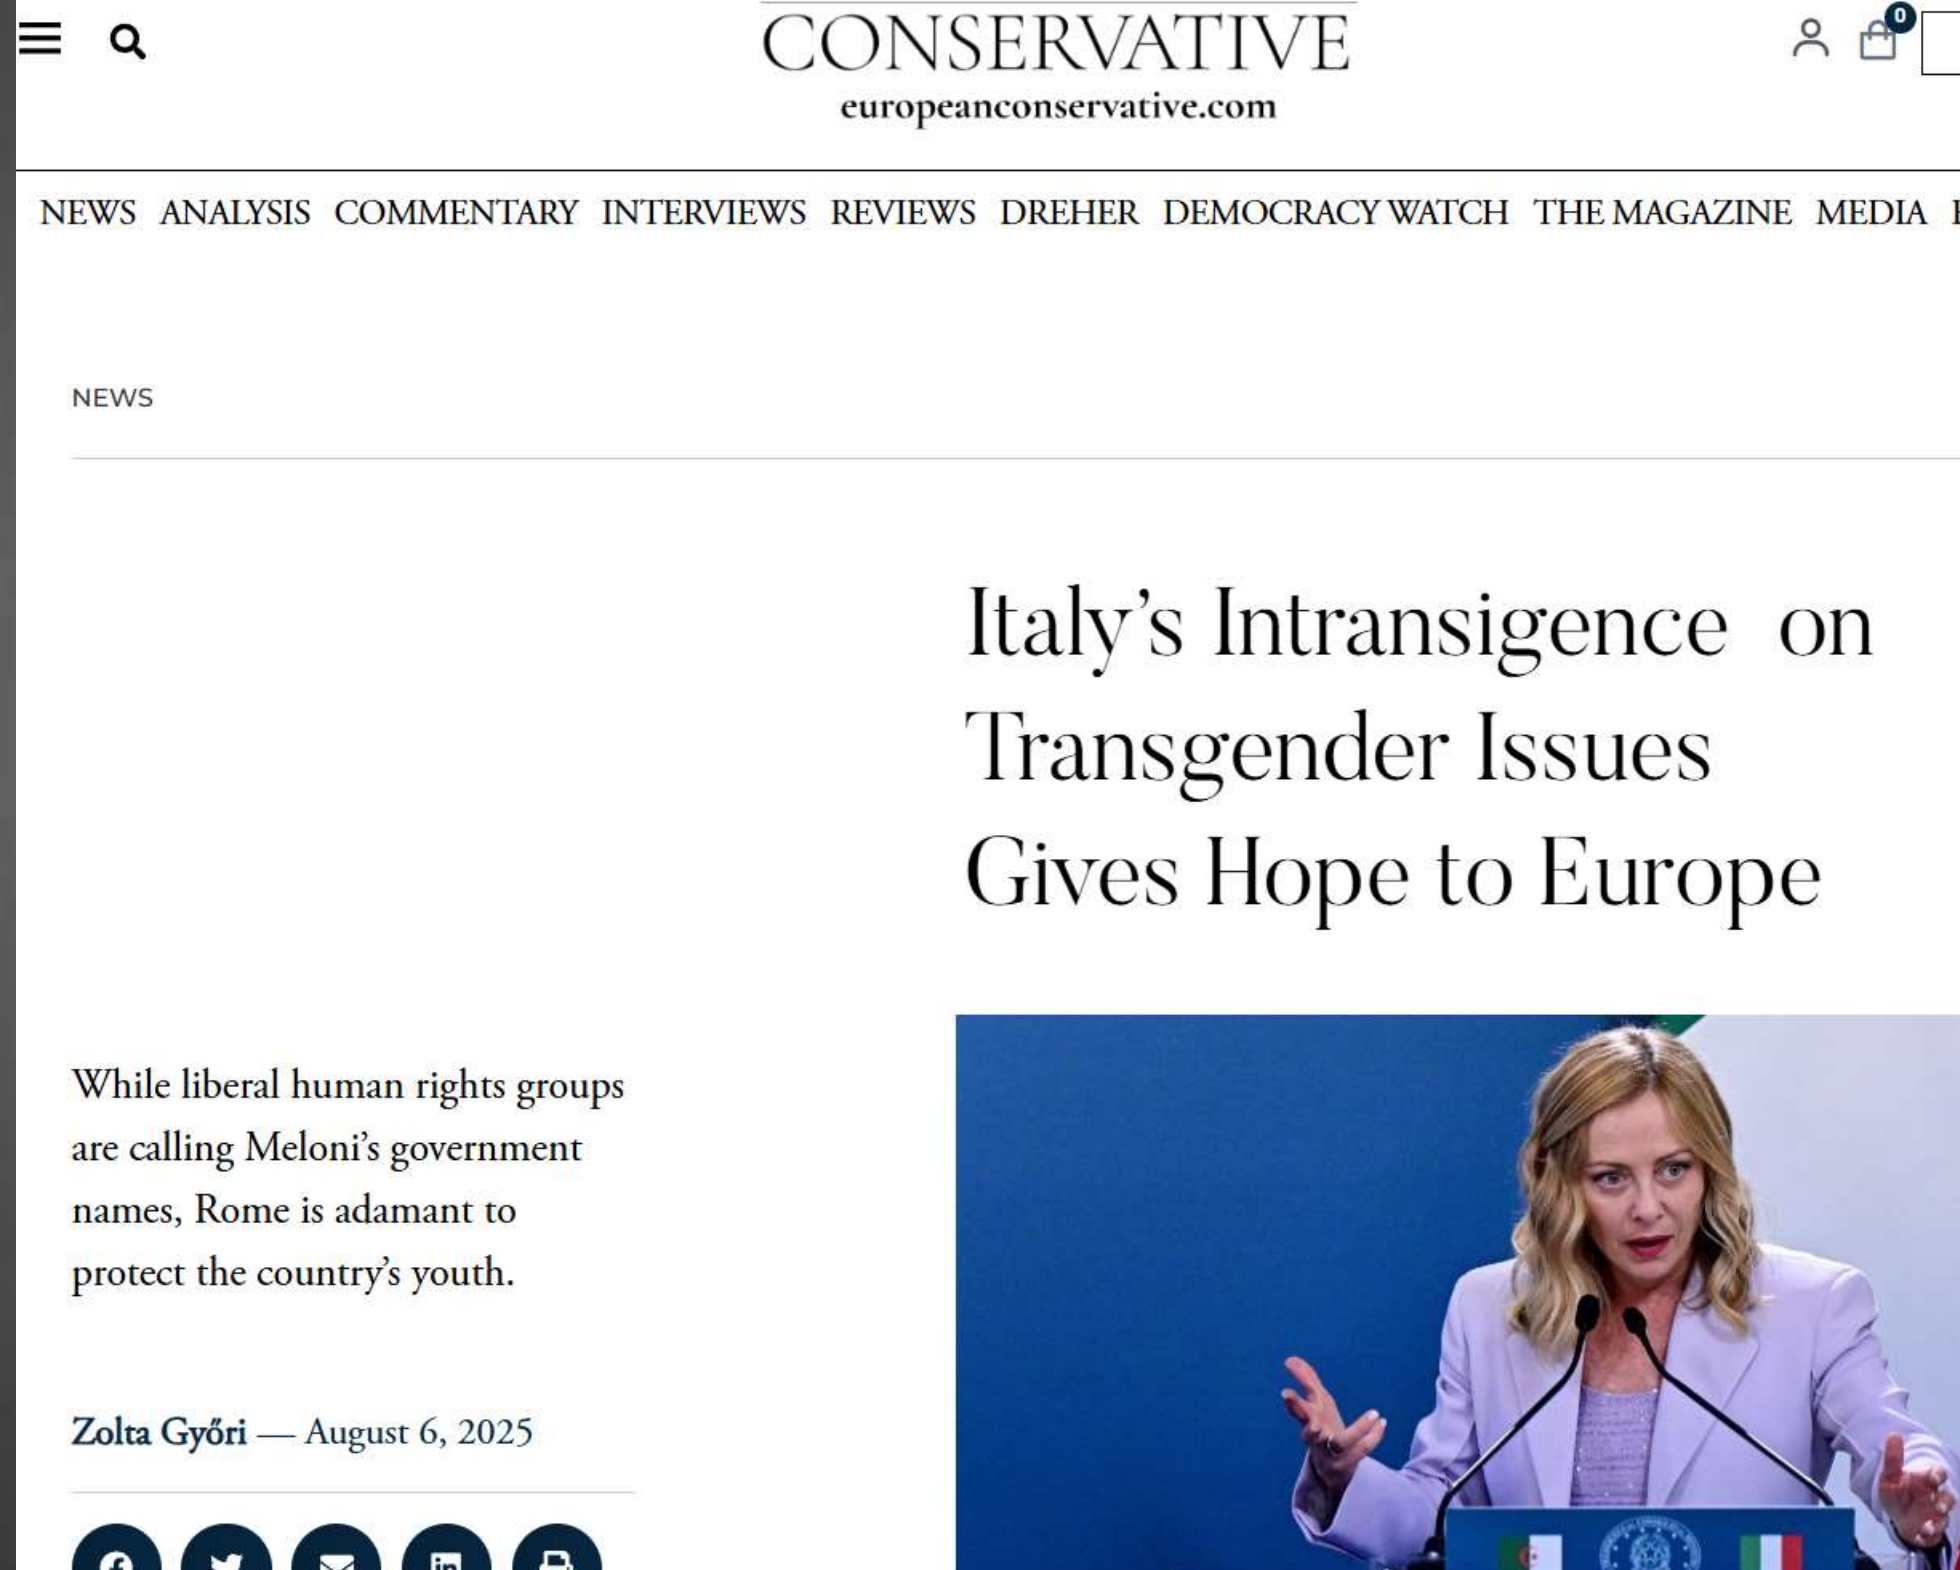 CONSERVATIVE
europeanconservative.com
0
NEWS ANALYSIS COMMENTARY INTERVIEWS REVIEWS DREHER DEMOCRACY WATCH THE MAGAZINE MEDIA
NEWS
Italy's Intransigence on
Transgender Issues
Gives Hope to Europe
While liberal human rights groups
are calling Meloni's government
names, Rome is adamant to
protect the country's youth.
Zolta Győri — August 6, 2025